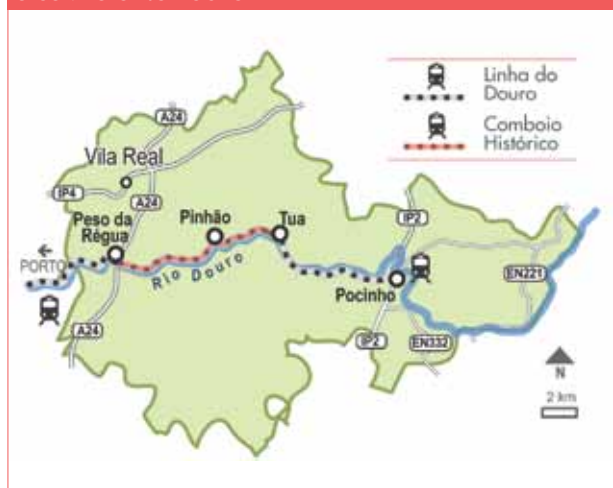 Linha do
Douro
Comboio
Histórico
A24
Vila Real
IP4
A24
Peso da
Régua
Pinhão
Tua
IP2
PORTO
Rio Douro
Pocinho
EN221
A24
IP2
EN332
N
2 km